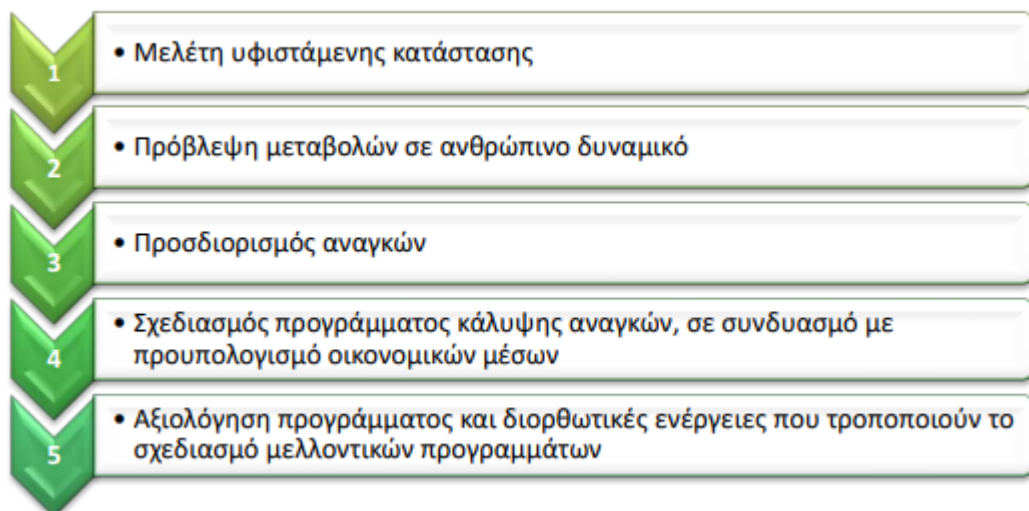 1
• Μελέτη υφιστάμενης κατάστασης
2
• Πρόβλεψη μεταβολών σε ανθρώπινο δυναμικό
3
• Προσδιορισμός αναγκών
4
• Σχεδιασμός προγράμματος κάλυψης αναγκών, σε συνδυασμό με
προυπολογισμό οικονομικών μέσων
5
• Αξιολόγηση προγράμματος και διορθωτικές ενέργειες που τροποποιούν το
σχεδιασμό μελλοντικών προγραμμάτων